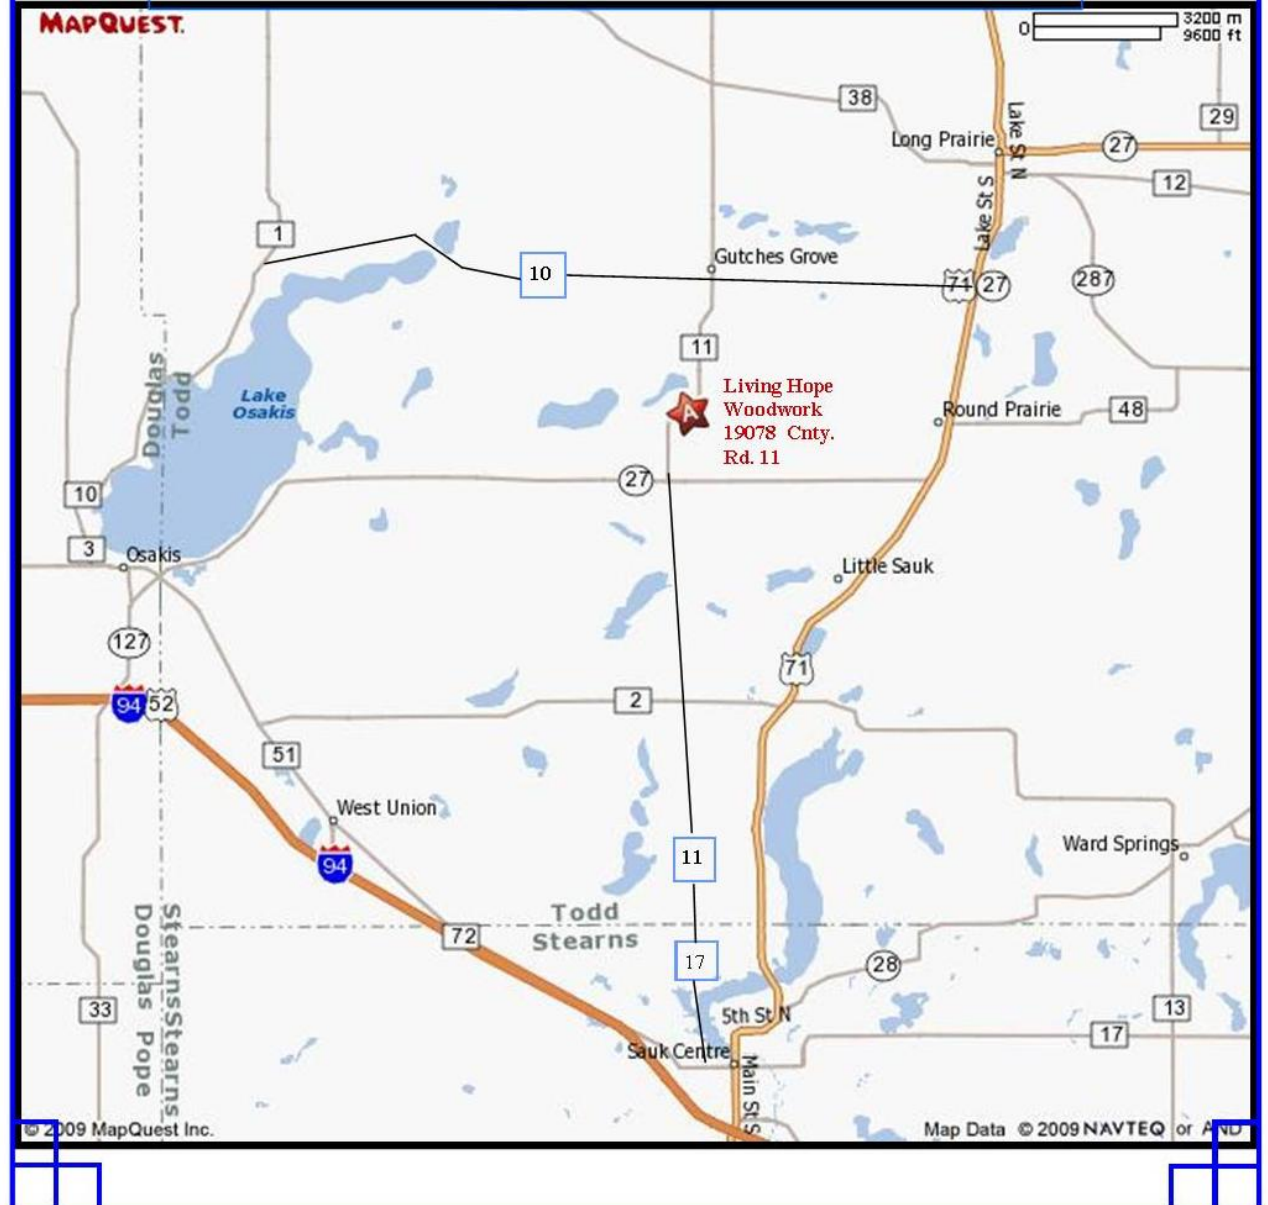 MAPQUEST.
0
3200 m
9600 ft
38
29
Long Prairie
Lake St N
27
12
Lake St S
1
Gutches Grove
10
71
27
287
11
Douglas
Todd
Lake
Osakis
Living Hope
Woodwork
19078 Cnty.
Rd. 11
A
Round Prairie
48
27
10
3
Osakis
Little Sauk
127
71
94
52
2
51
West Union
94
11
Ward Springs
Todd
Stearns
72
17
28
Douglas
Stearns
Stearns
Pope
33
5th St N
13
17
Sauk Centre
Main St S
© 2009 MapQuest Inc.
Map Data © 2009 NAVTEQ or AND